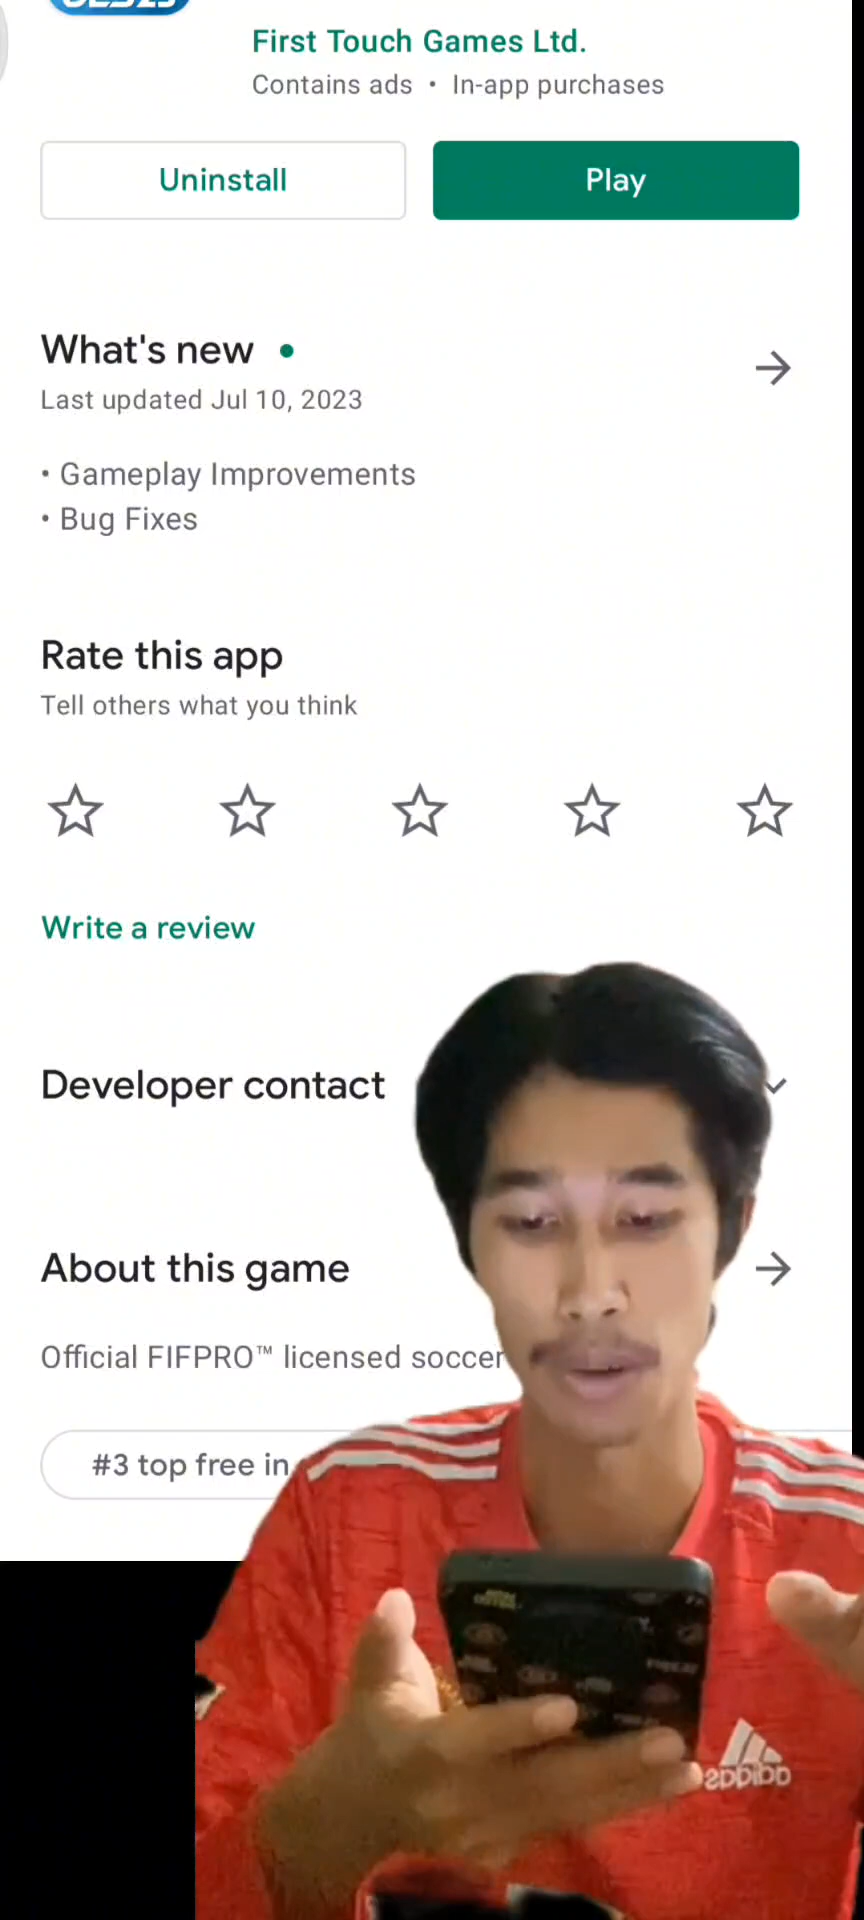 First Touch Games Ltd.
Contains ads • In-app purchases
Uninstall
Play
What's new
Last updated Jul 10, 2023
• Gameplay Improvements
• Bug Fixes
Rate this app
Tell others what you think
Write a review
Developer contact
About this game
Official FIFPRO™ licensed soccer
#3 top free in
adidas